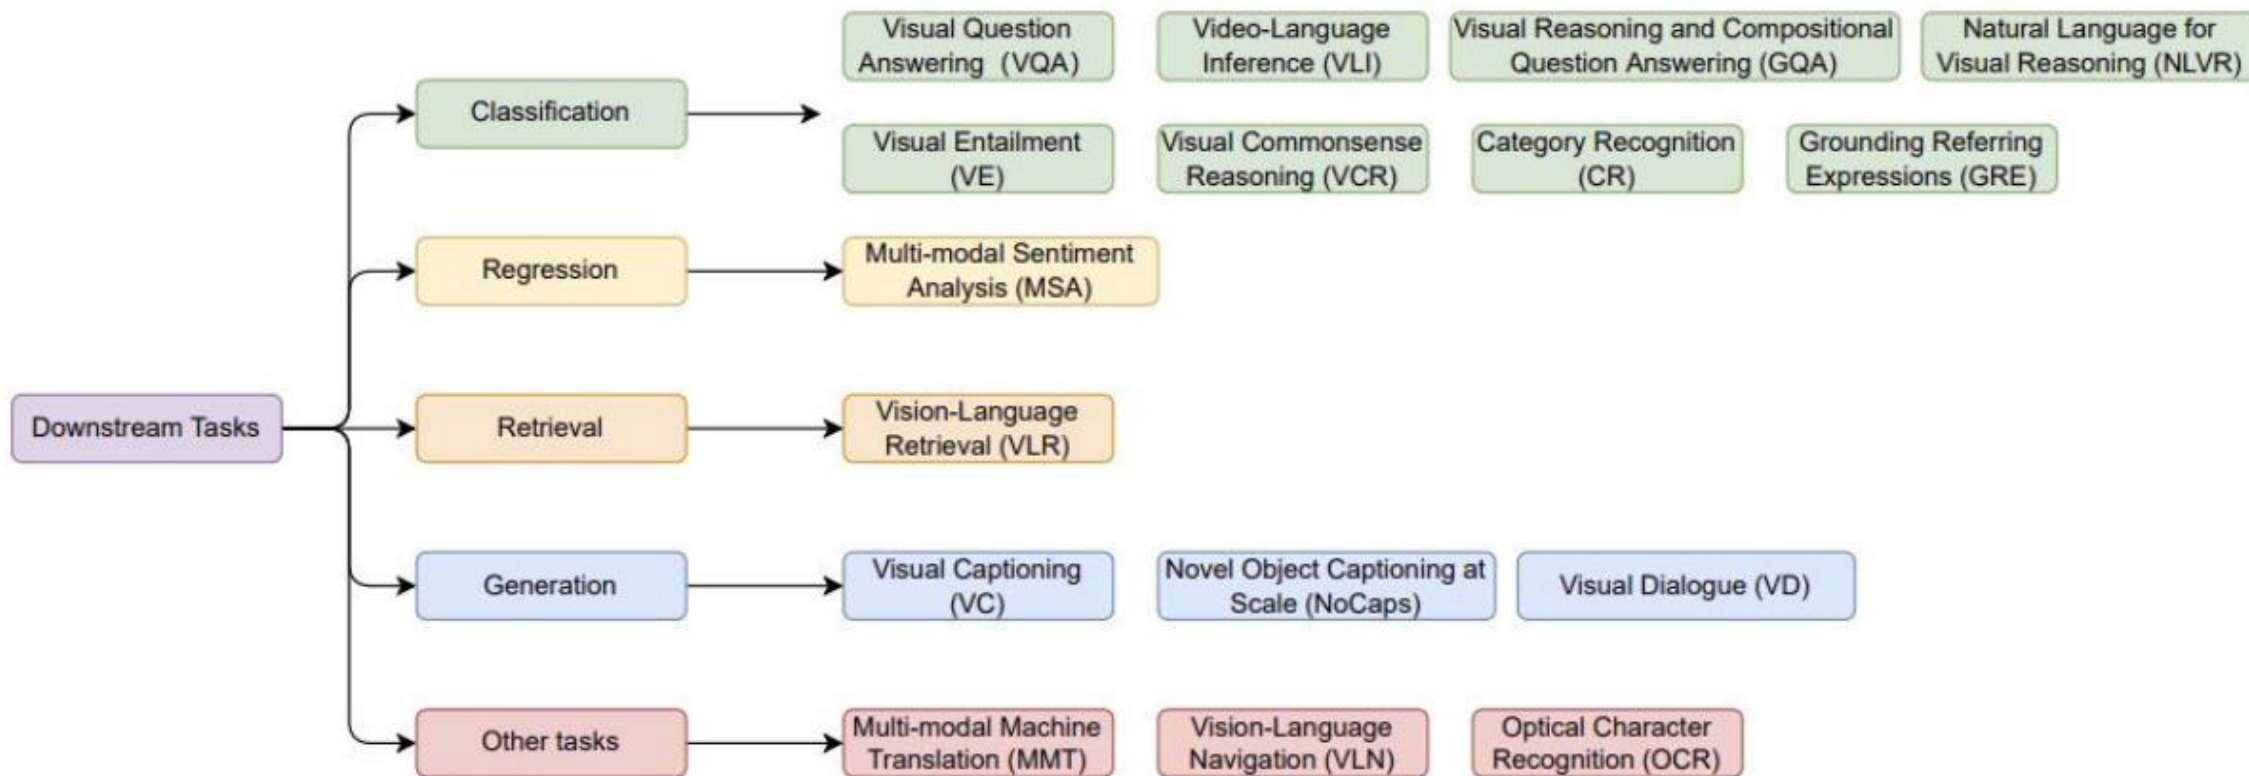 Visual Question
Answering (VQA)
Video-Language
Inference (VLI)
Visual Reasoning and Compositional
Question Answering (GQA)
Natural Language for
Visual Reasoning (NLVR)
Classification
Visual Entailment
(VE)
Visual Commonsense
Reasoning (VCR)
Category Recognition
(CR)
Grounding Referring
Expressions (GRE)
Regression
Multi-modal Sentiment
Analysis (MSA)
Downstream Tasks
Retrieval
Vision-Language
Retrieval (VLR)
Generation
Visual Captioning
(VC)
Novel Object Captioning at
Scale (NoCaps)
Visual Dialogue (VD)
Other tasks
Multi-modal Machine
Translation (MMT)
Vision-Language
Navigation (VLN)
Optical Character
Recognition (OCR)